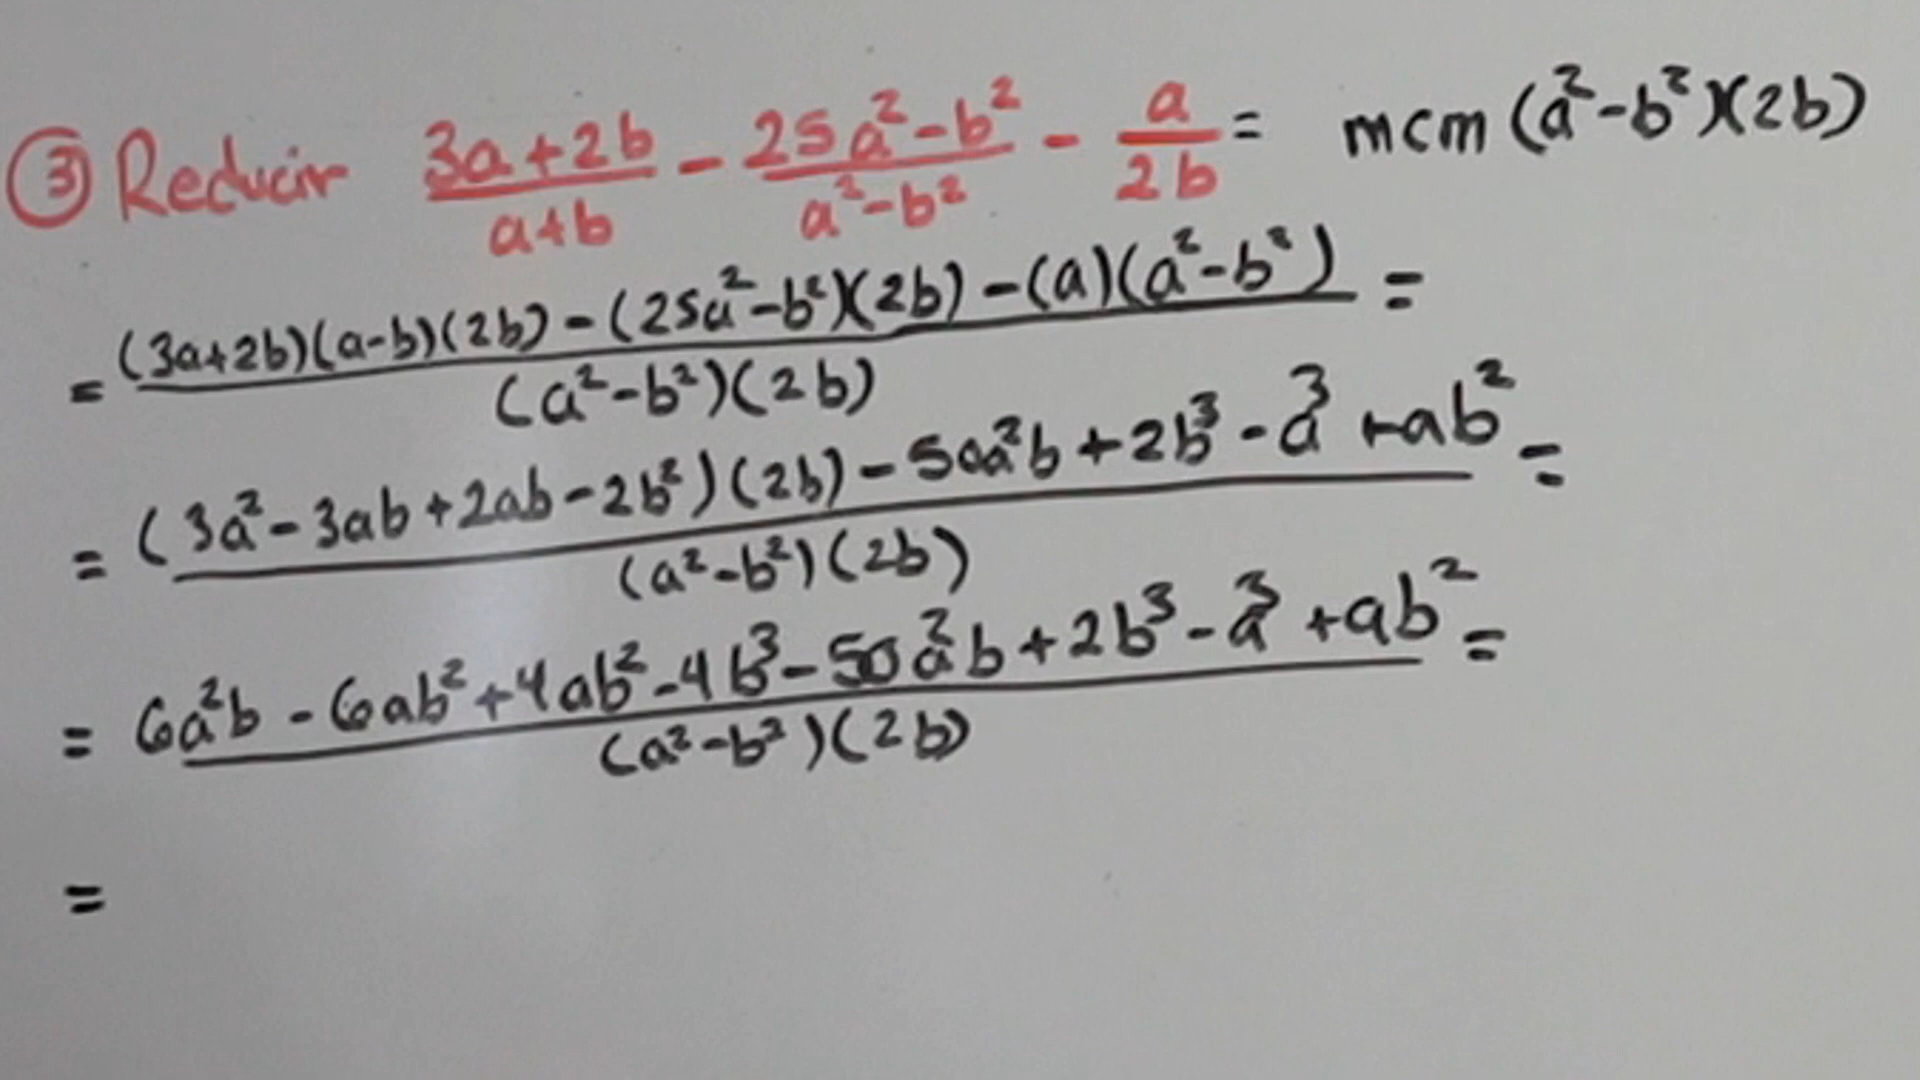 ③ Reducir (3a+2b)/(a+b) - (25a²-b²)/(a²-b²) - a/(2b) = mcm (a²-b²)(2b)
= ((3a+2b)(a-b)(2b) - (25a²-b²)(2b) - (a)(a²-b²))/((a²-b²)(2b)) =
= ((3a²-3ab+2ab-2b²)(2b) - 50a²b + 2b³ - a³ + ab²)/((a²-b²)(2b)) =
= (6a²b - 6ab² + 4ab² - 4b³ - 50a²b + 2b³ - a³ + ab²)/((a²-b²)(2b)) =
=